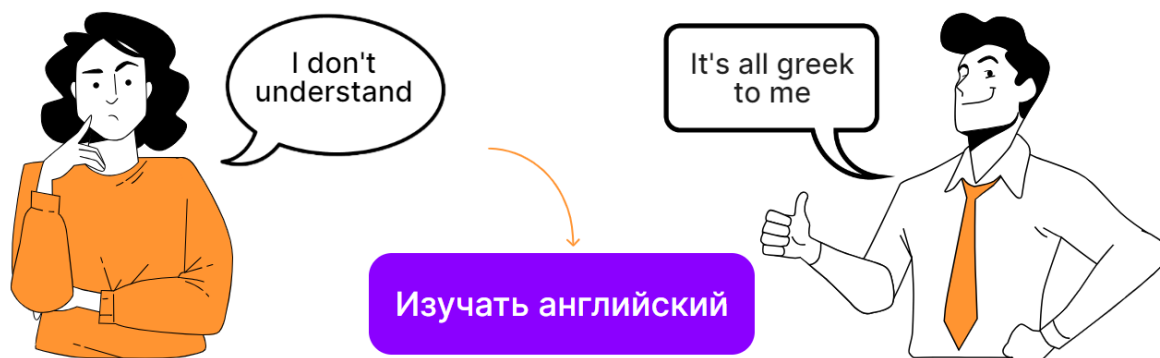 I don't
understand
It's all greek
to me
Изучать английский